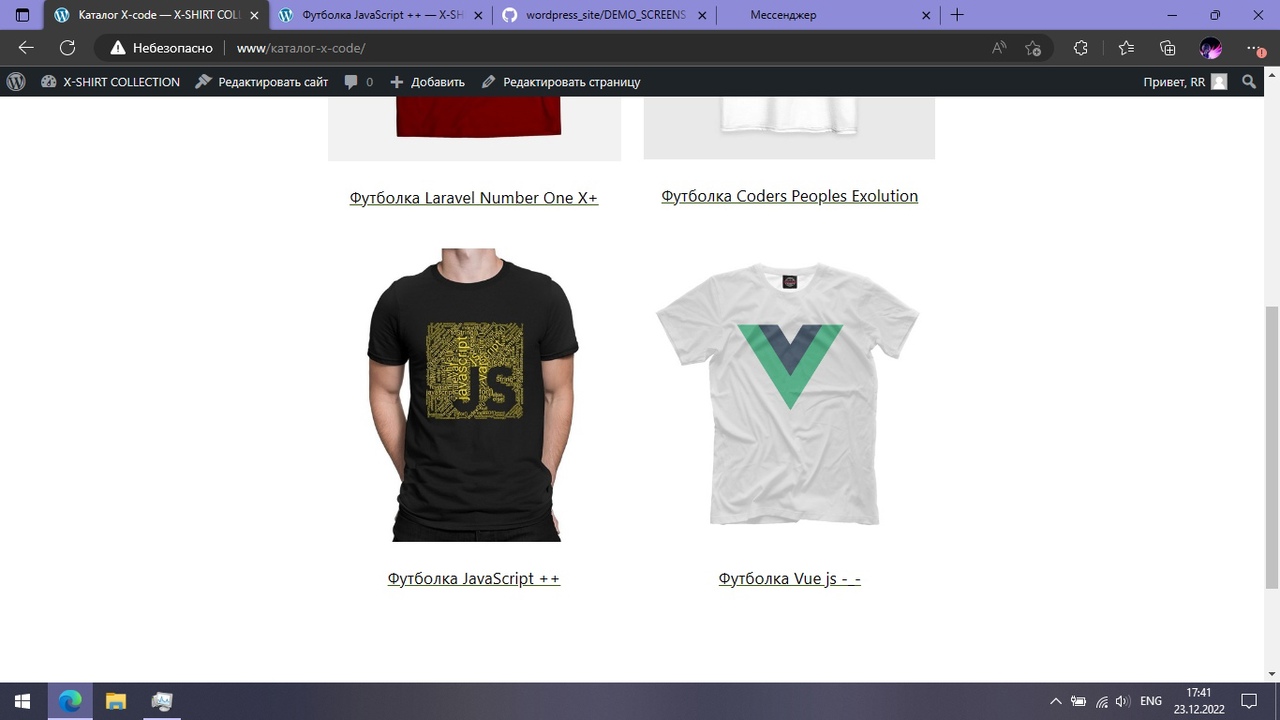 Каталог X-code — X-SHIRT COLL
Футболка JavaScript ++ — X-SH
wordpress_site/DEMO_SCREENS
Мессенджер
Небезопасно
www/каталог-x-code/
X-SHIRT COLLECTION
Редактировать сайт
0
Добавить
Редактировать страницу
Привет, RR
Футболка Laravel Number One X+
Футболка Coders Peoples Exolution
javascript
JS
Футболка JavaScript ++
Футболка Vue js -_-
ENG
17:41
23.12.2022